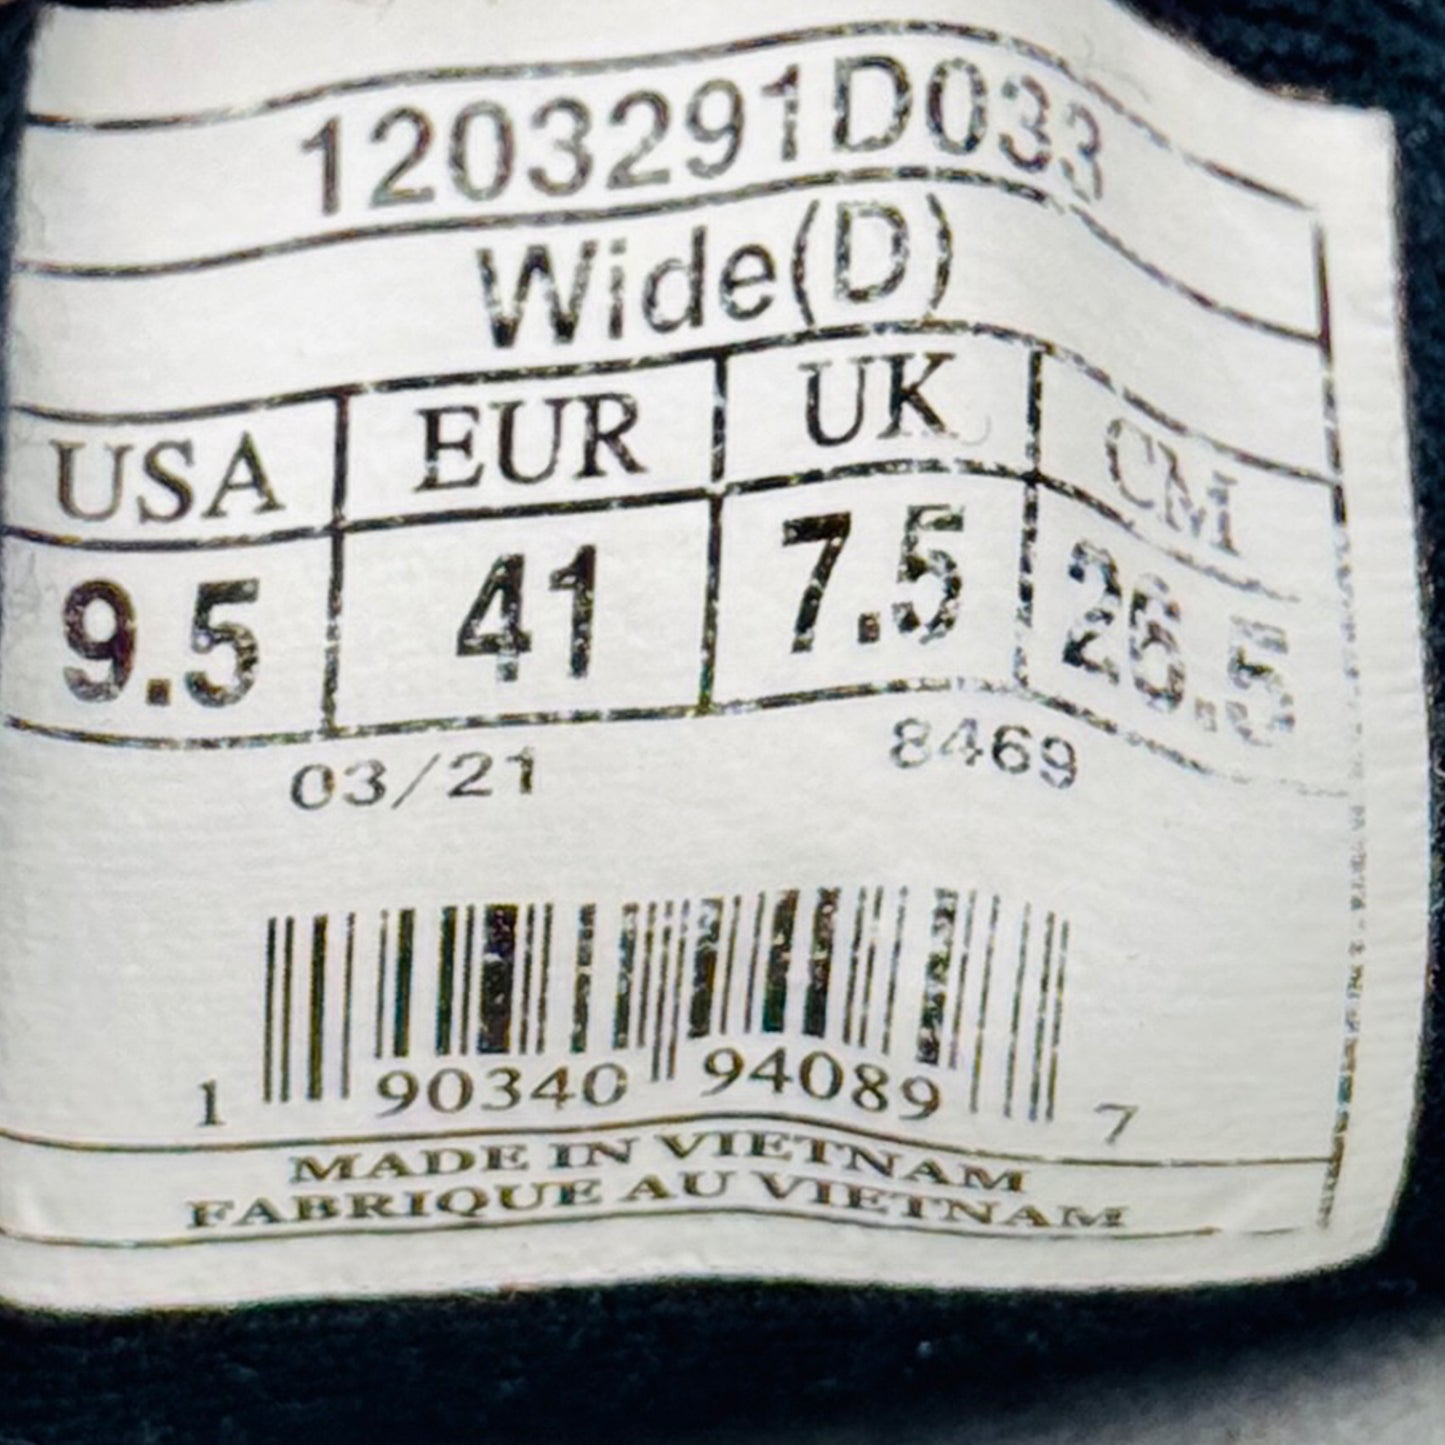 1203291D033
Wide(D)
USA EUR UK CM
9.5 41 7.5 26.5
03/21 8469
1 90340 94089 7
MADE IN VIETNAM
FABRIQUE AU VIETNAM